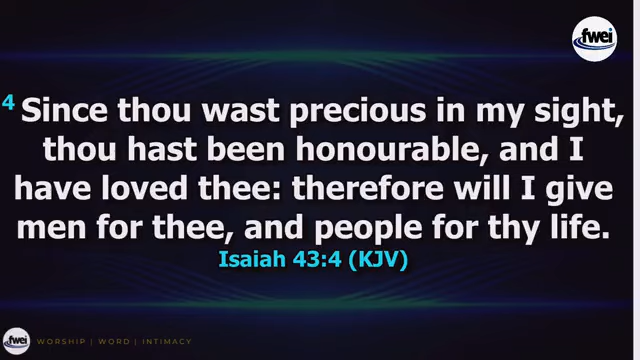 fwei
4 Since thou wast precious in my sight,
thou hast been honourable, and I
have loved thee: therefore will I give
men for thee, and people for thy life.
Isaiah 43:4 (KJV)
fwei WORSHIP | WORD | INTIMACY